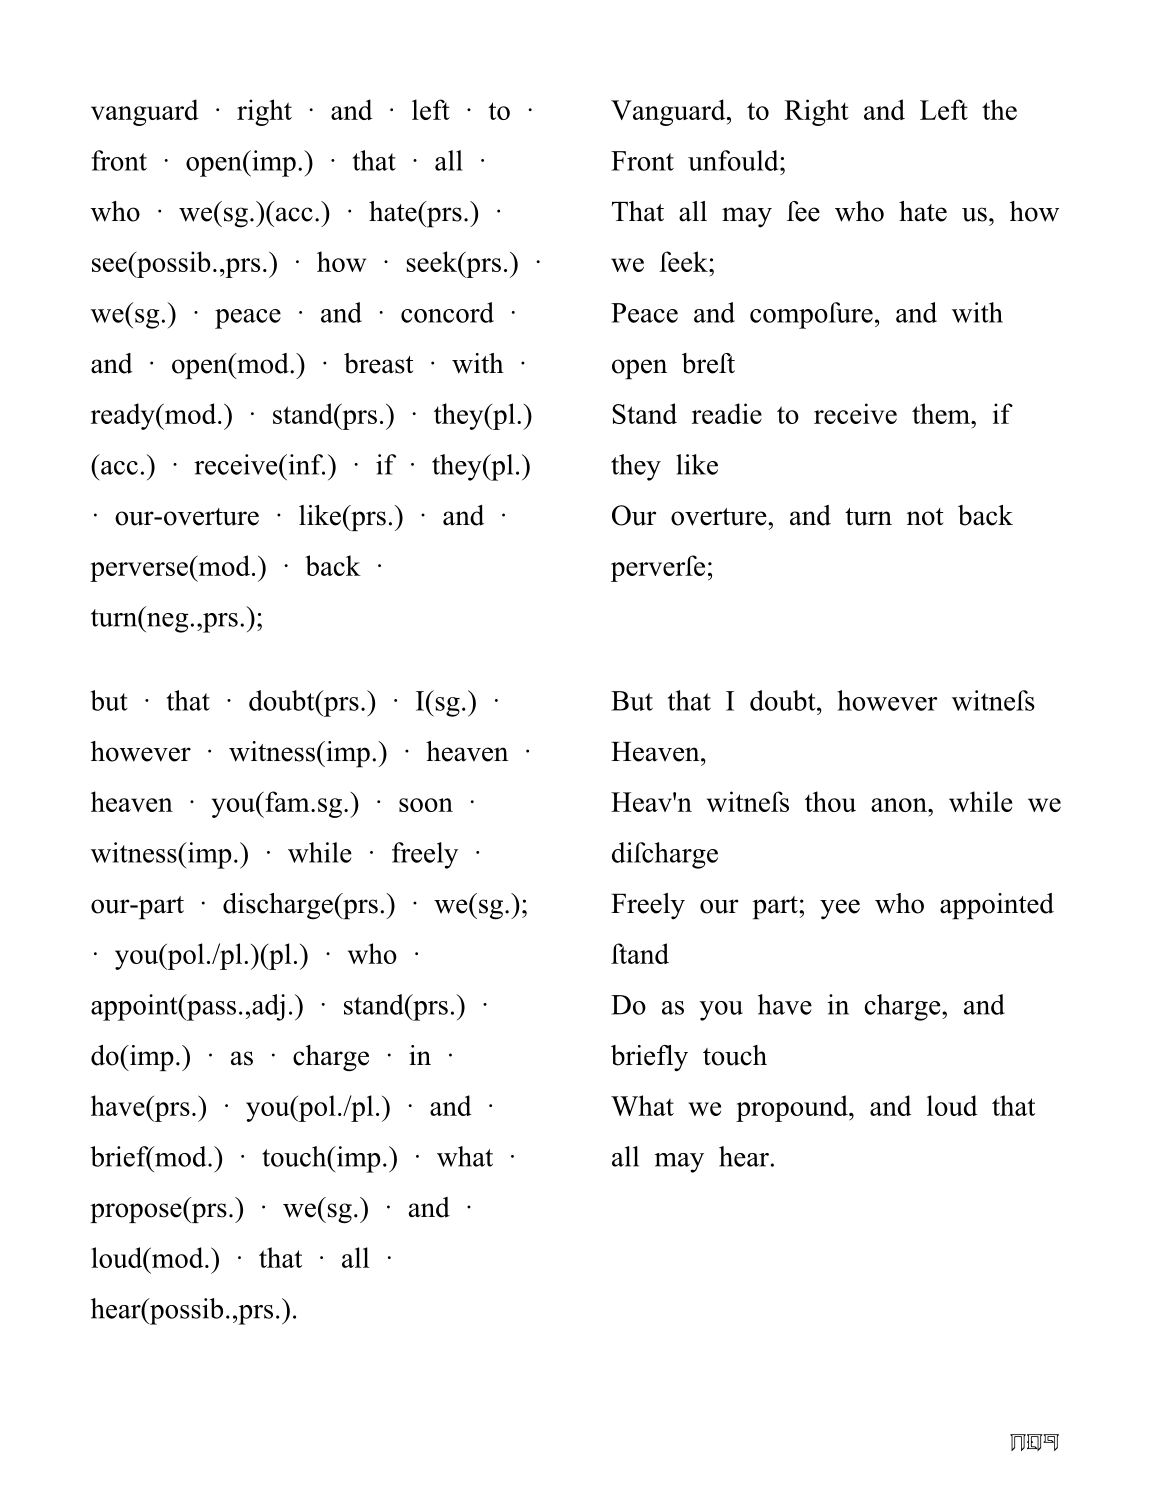 vanguard · right · and · left · to ·
front · open(imp.) · that · all ·
who · we(sg.)(acc.) · hate(prs.) ·
see(possib.,prs.) · how · seek(prs.) ·
we(sg.) · peace · and · concord ·
and · open(mod.) · breast · with ·
ready(mod.) · stand(prs.) · they(pl.)
(acc.) · receive(inf.) · if · they(pl.)
· our-overture · like(prs.) · and ·
perverse(mod.) · back ·
turn(neg.,prs.);
but · that · doubt(prs.) · I(sg.) ·
however · witness(imp.) · heaven ·
heaven · you(fam.sg.) · soon ·
witness(imp.) · while · freely ·
our-part · discharge(prs.) · we(sg.);
· you(pol./pl.)(pl.) · who ·
appoint(pass.,adj.) · stand(prs.) ·
do(imp.) · as · charge · in ·
have(prs.) · you(pol./pl.) · and ·
brief(mod.) · touch(imp.) · what ·
propose(prs.) · we(sg.) · and ·
loud(mod.) · that · all ·
hear(possib.,prs.).
Vanguard, to Right and Left the
Front unfould;
That all may ſee who hate us, how
we ſeek;
Peace and compoſure, and with
open breſt
Stand readie to receive them, if
they like
Our overture, and turn not back
perverſe;
But that I doubt, however witneſs
Heaven,
Heav'n witneſs thou anon, while we
diſcharge
Freely our part; yee who appointed
ſtand
Do as you have in charge, and
briefly touch
What we propound, and loud that
all may hear.